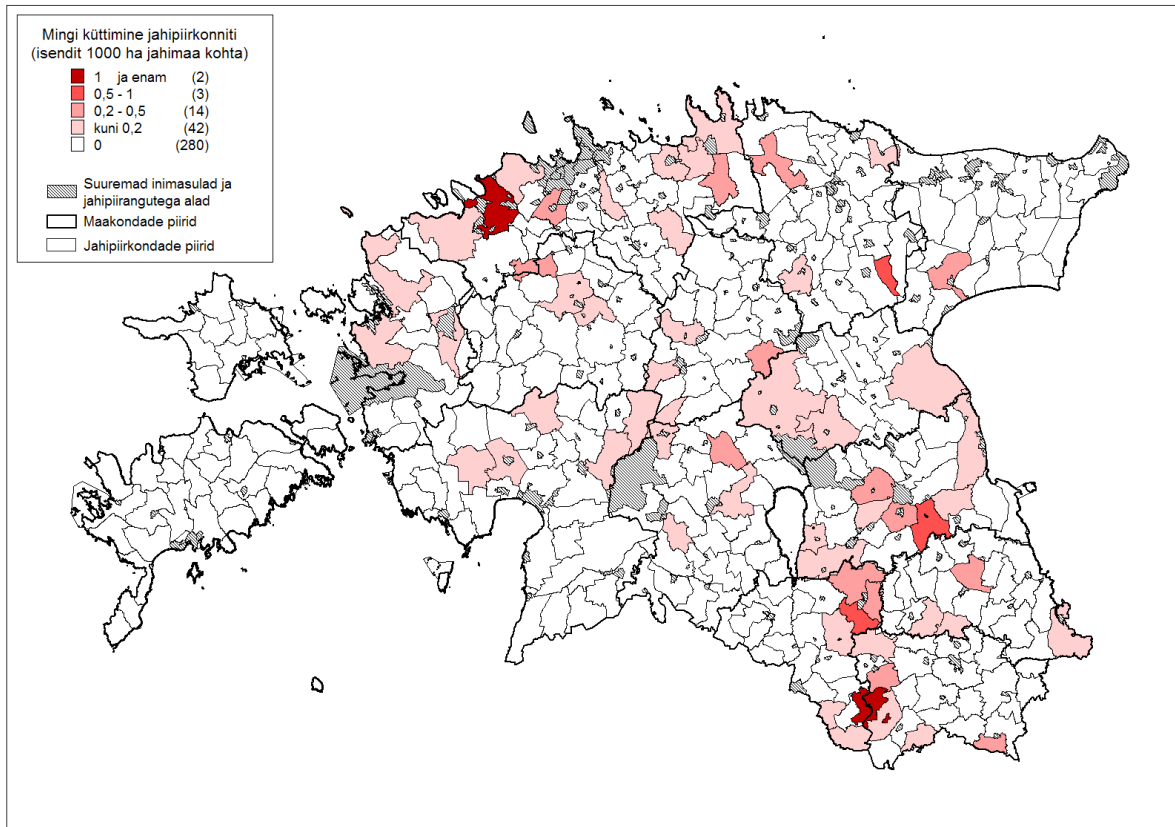 Mingi küttimine jahipiirkonniti
(isendit 1000 ha jahimaa kohta)
1 ja enam (2)
0,5 - 1 (3)
0,2 - 0,5 (14)
kuni 0,2 (42)
0 (280)
Suuremad inimasulad ja
jahipiirangutega alad
Maakondade piirid
Jahipiirkondade piirid